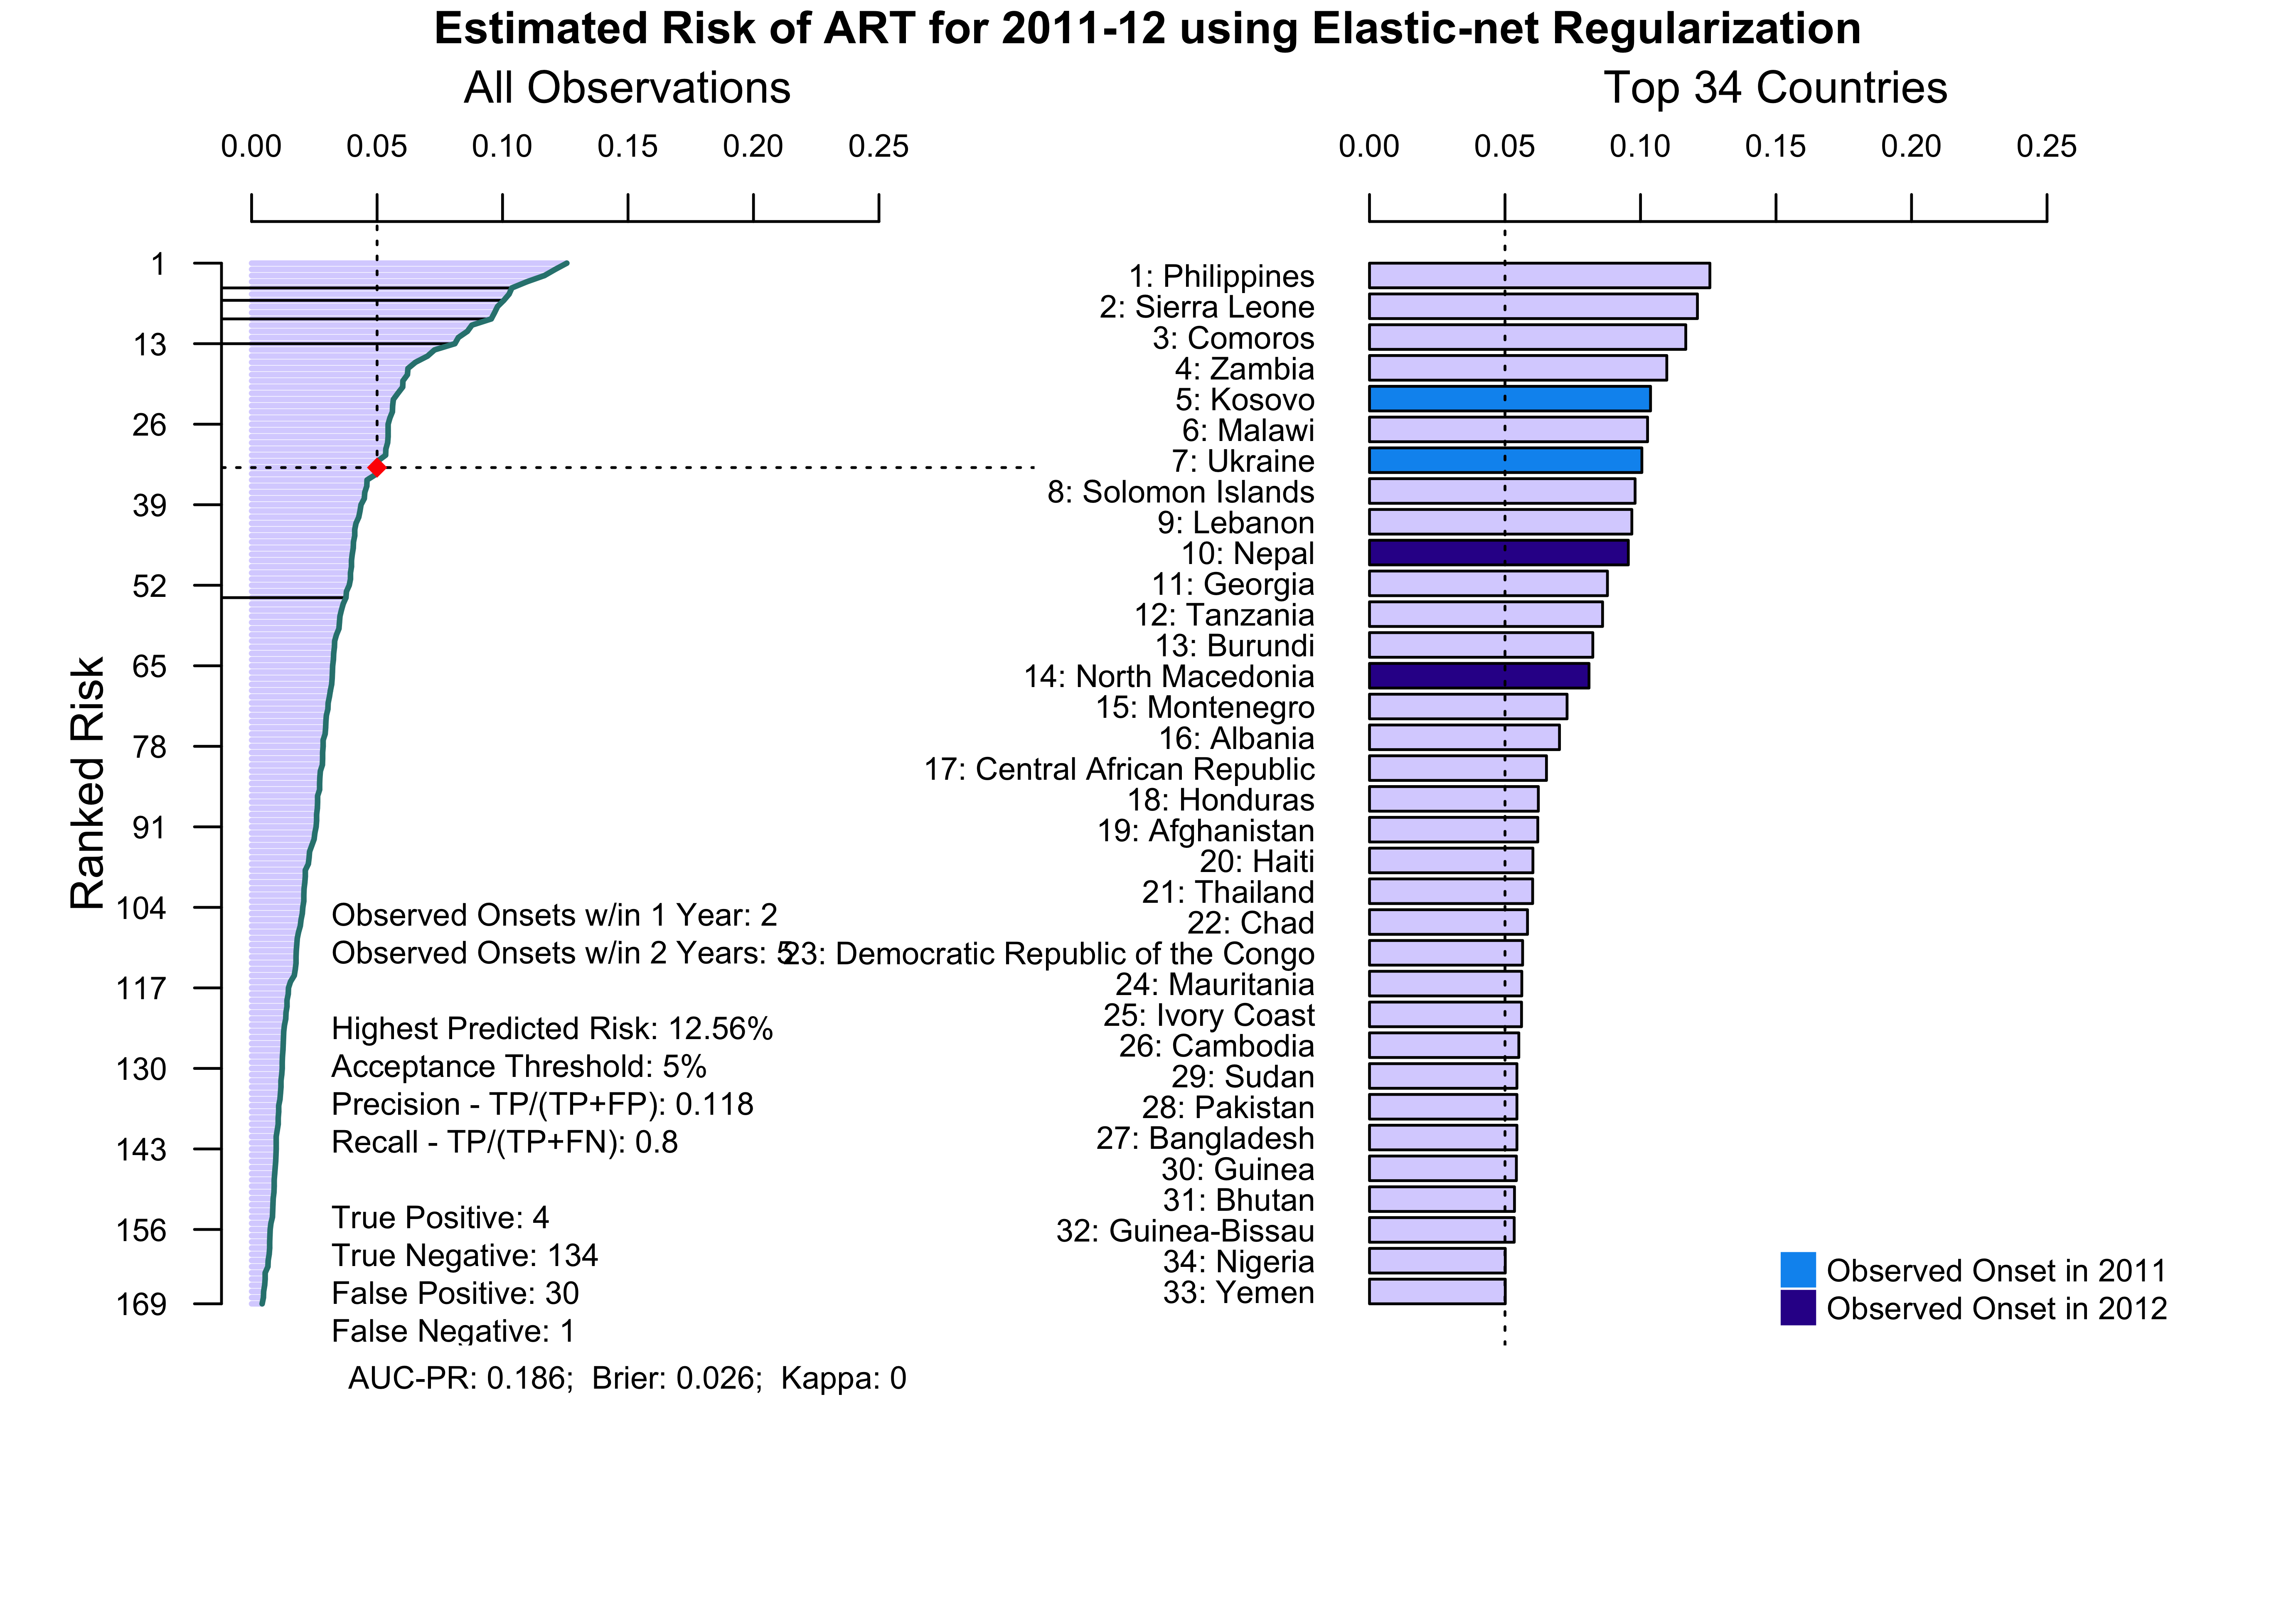 Estimated Risk of ART for 2011-12 using Elastic-net Regularization
All Observations
0.00 0.05 0.10 0.15 0.20 0.25
Ranked Risk
1
13
26
39
52
65
78
91
104
117
130
143
156
169
Observed Onsets w/in 1 Year: 2
Observed Onsets w/in 2 Years: 5
Highest Predicted Risk: 12.56%
Acceptance Threshold: 5%
Precision - TP/(TP+FP): 0.118
Recall - TP/(TP+FN): 0.8
True Positive: 4
True Negative: 134
False Positive: 30
False Negative: 1
AUC-PR: 0.186;  Brier: 0.026;  Kappa: 0
Top 34 Countries
0.00 0.05 0.10 0.15 0.20 0.25
1: Philippines
2: Sierra Leone
3: Comoros
4: Zambia
5: Kosovo
6: Malawi
7: Ukraine
8: Solomon Islands
9: Lebanon
10: Nepal
11: Georgia
12: Tanzania
13: Burundi
14: North Macedonia
15: Montenegro
16: Albania
17: Central African Republic
18: Honduras
19: Afghanistan
20: Haiti
21: Thailand
22: Chad
23: Democratic Republic of the Congo
24: Mauritania
25: Ivory Coast
26: Cambodia
29: Sudan
28: Pakistan
27: Bangladesh
30: Guinea
31: Bhutan
32: Guinea-Bissau
34: Nigeria
33: Yemen
Observed Onset in 2011
Observed Onset in 2012